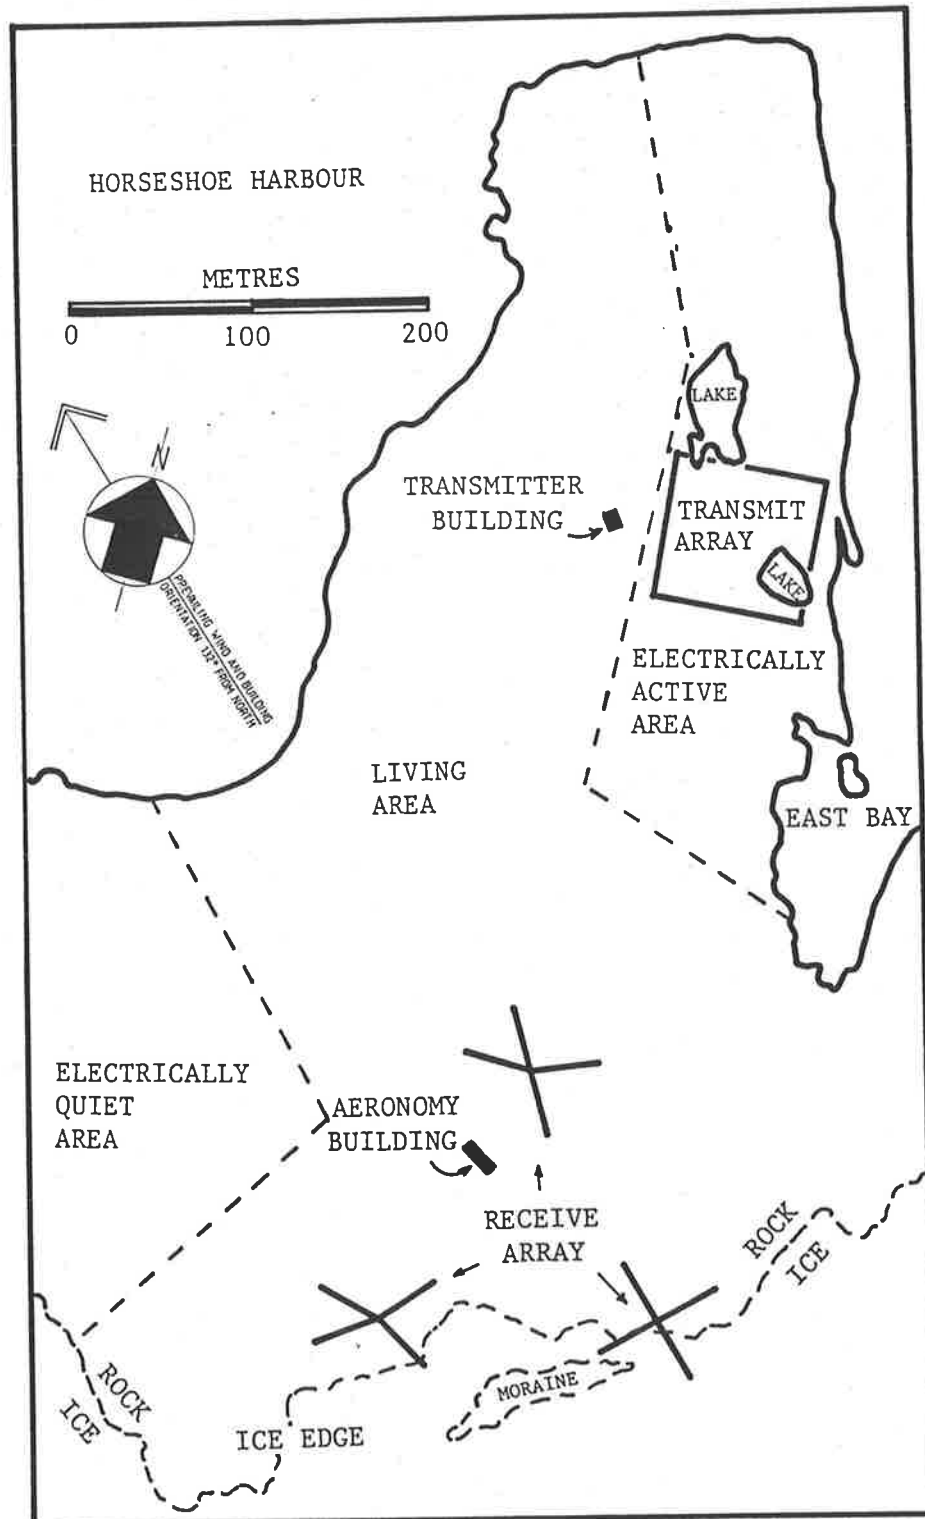 HORSESHOE HARBOUR
METRES
0 100 200
LAKE
N
TRANSMITTER
BUILDING
TRANSMIT
ARRAY
LAKE
PREVAILING WIND AND BUILDING
ORIENTATION 132° FROM NORTH
ELECTRICALLY
ACTIVE
AREA
LIVING
AREA
EAST BAY
ELECTRICALLY
QUIET
AREA
AERONOMY
BUILDING
RECEIVE
ARRAY
ROCK
ICE
ROCK
ICE
MORAINE
ICE EDGE